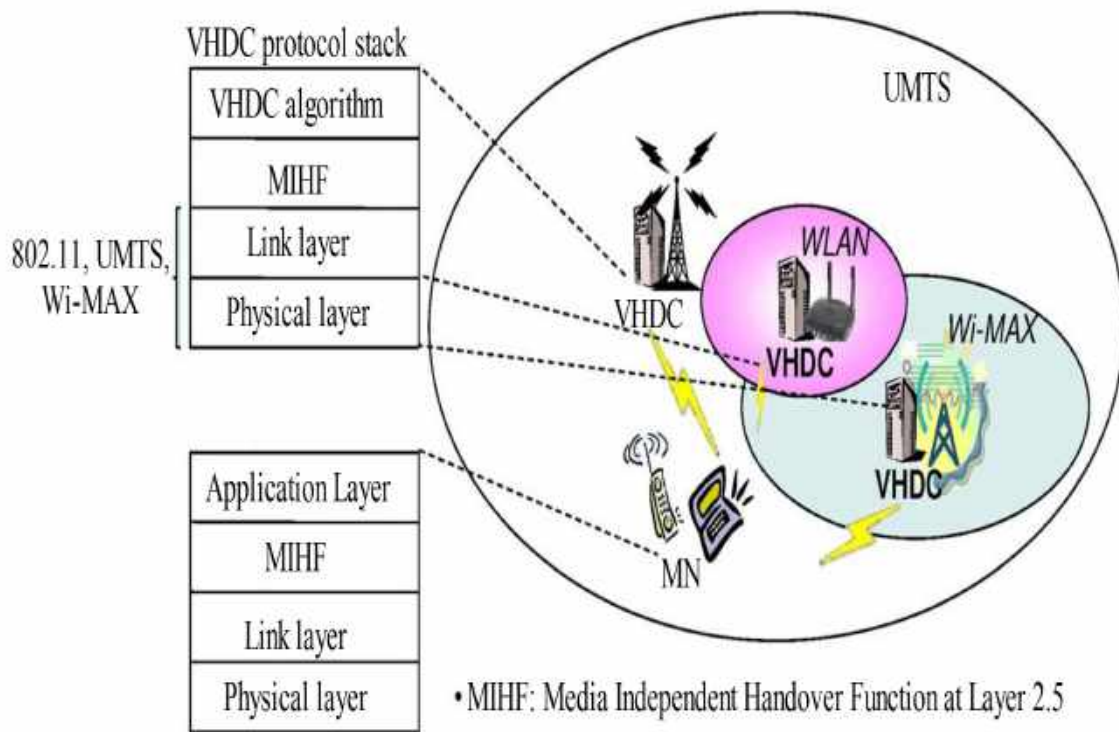 VHDC protocol stack
VHDC algorithm
MIHF
Link layer
Physical layer
802.11, UMTS,
Wi-MAX
Application Layer
MIHF
Link layer
Physical layer
UMTS
VHDC
WLAN
VHDC
Wi-MAX
VHDC
MN
• MIHF: Media Independent Handover Function at Layer 2.5